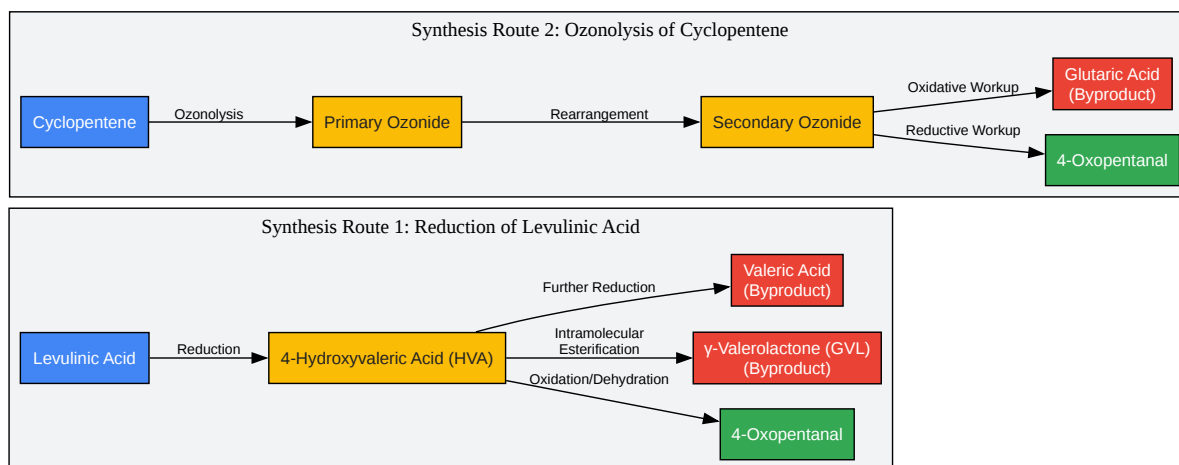 Synthesis Route 2: Ozonolysis of Cyclopentene
Cyclopentene
Ozonolysis
Primary Ozonide
Rearrangement
Secondary Ozonide
Oxidative Workup
Glutaric Acid
(Byproduct)
Reductive Workup
4-Oxopentanal
Synthesis Route 1: Reduction of Levulinic Acid
Levulinic Acid
Reduction
4-Hydroxyvaleric Acid (HVA)
Further Reduction
Valeric Acid
(Byproduct)
Intramolecular
Esterification
γ-Valerolactone (GVL)
(Byproduct)
Oxidation/Dehydration
4-Oxopentanal